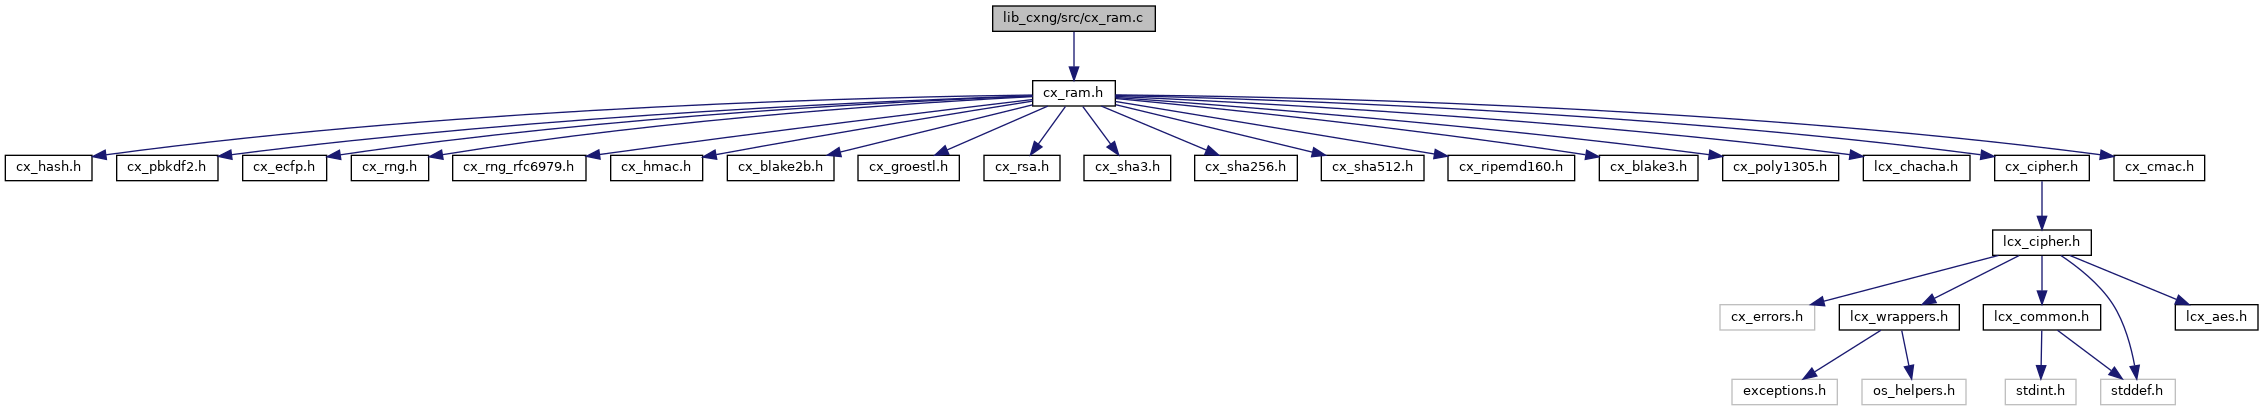 lib_cxng/src/cx_ram.c
cx_ram.h
cx_hash.h
cx_pbkdf2.h
cx_ecfp.h
cx_rng.h
cx_rng_rfc6979.h
cx_hmac.h
cx_blake2b.h
cx_groestl.h
cx_rsa.h
cx_sha3.h
cx_sha256.h
cx_sha512.h
cx_ripemd160.h
cx_blake3.h
cx_poly1305.h
lcx_chacha.h
cx_cipher.h
cx_cmac.h
lcx_cipher.h
cx_errors.h
lcx_wrappers.h
lcx_common.h
lcx_aes.h
exceptions.h
os_helpers.h
stdint.h
stddef.h